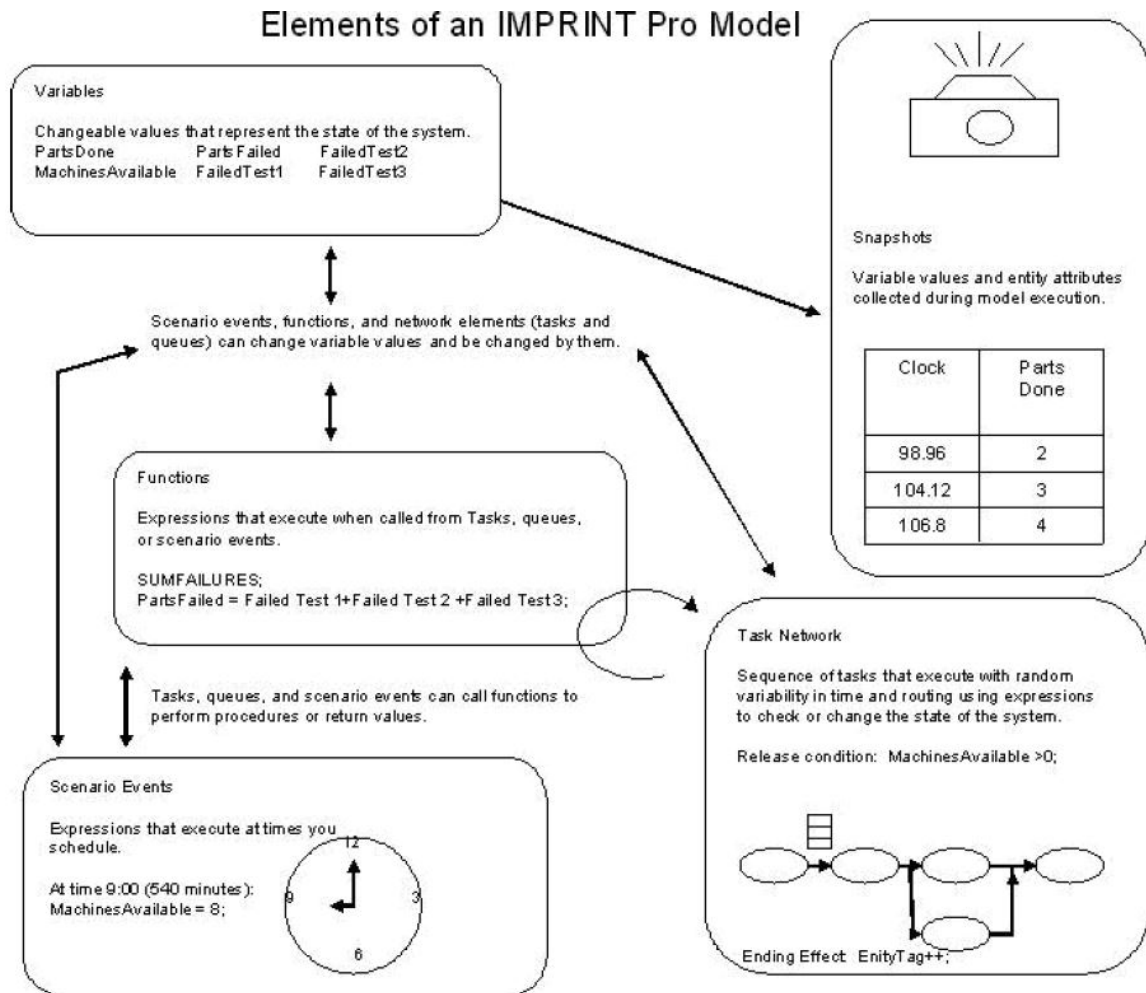 Elements of an IMPRINT Pro Model
Variables
Changeable values that represent the state of the system.
PartsDone PartsFailed FailedTest2
MachinesAvailable FailedTest1 FailedTest3
Snapshots
Variable values and entity attributes
collected during model execution.
Clock Parts
Done
98.96 2
104.12 3
106.8 4
Scenario events, functions, and network elements (tasks and
queues) can change variable values and be changed by them.
Functions
Expressions that execute when called from Tasks, queues,
or scenario events.
SUMFAILURES;
PartsFailed = Failed Test 1+Failed Test 2 +Failed Test 3;
Tasks, queues, and scenario events can call functions to
perform procedures or return values.
Scenario Events
Expressions that execute at times you
schedule.
At time 9:00 (540 minutes):
MachinesAvailable = 8;
12
9 3
6
Task Network
Sequence of tasks that execute with random
variability in time and routing using expressions
to check or change the state of the system.
Release condition: MachinesAvailable >0;
Ending Effect: EnityTag++;